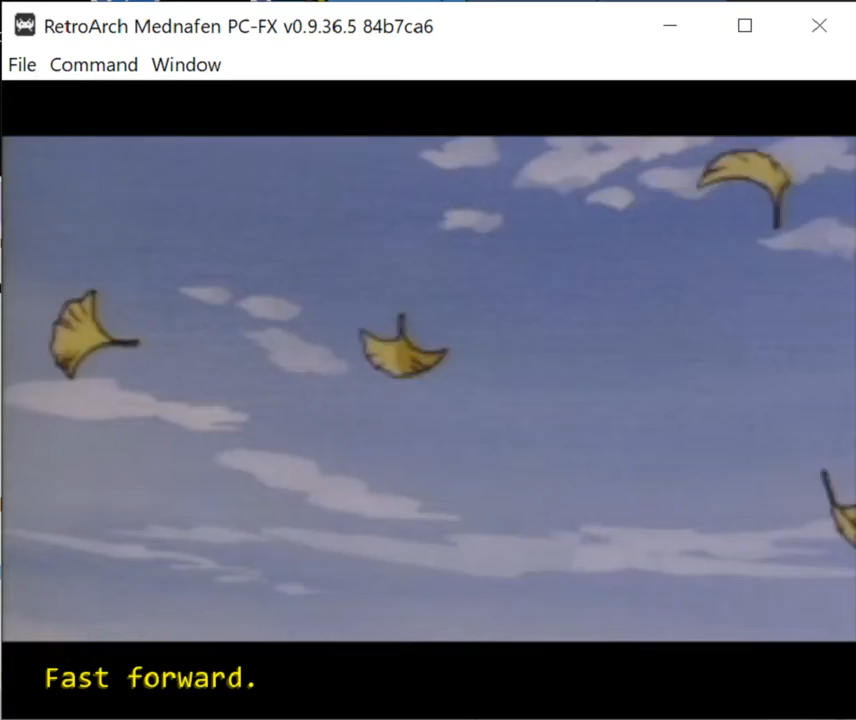 RetroArch Mednafen PC-FX v0.9.36.5 84b7ca6
File Command Window
Fast forward.